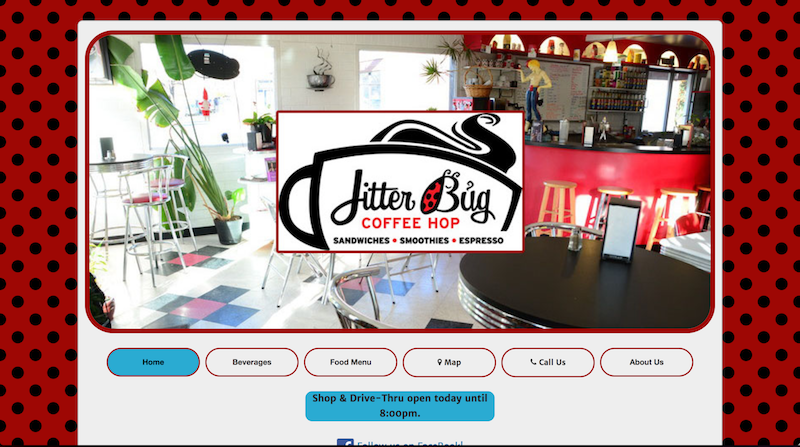 Jitter Bug
COFFEE HOP
SANDWICHES • SMOOTHIES • ESPRESSO
Home
Beverages
Food Menu
Map
Call Us
About Us
Shop & Drive-Thru open today until
8:00pm.
Follow us on FaceBook!